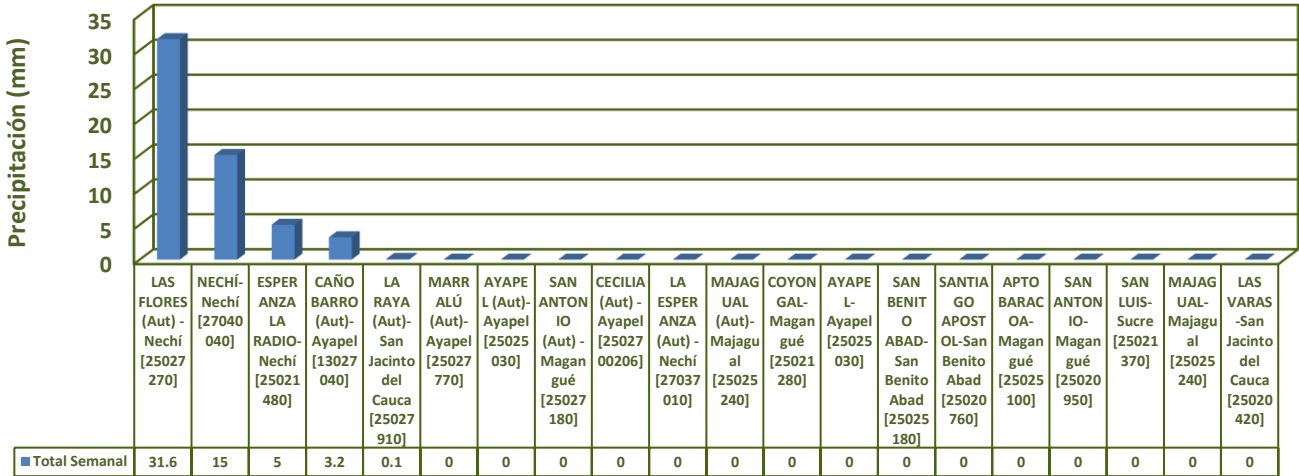 Precipitación (mm)
35
30
25
20
15
10
5
0
LAS
FLORES
(Aut) -
Nechí
[25027
270]
NECHÍ-
Nechí
[27040
040]
ESPER
ANZA
LA
RADIO-
Nechí
[25021
480]
CAÑO
BARRO
(Aut)-
Ayapel
[13027
040]
LA
RAYA
(Aut)-
San
Jacinto
del
Cauca
[25027
910]
MARR
ALÚ
(Aut)-
Ayapel
[25027
770]
AYAPE
L (Aut)-
Ayapel
[25025
030]
SAN
ANTON
IO
(Aut) -
Magan
gué
[25027
180]
CECILIA
(Aut) -
Ayapel
[25027
00206]
LA
ESPER
ANZA
(Aut) -
Nechí
[27037
010]
MAJAG
UAL
(Aut)-
Majagu
al
[25025
240]
COYON
GAL-
Magan
gué
[25021
280]
AYAPE
L-
Ayapel
[25025
030]
SAN
BENIT
O
ABAD-
San
Benito
Abad
[25025
180]
SANTIA
GO
APOST
OL-San
Benito
Abad
[25020
760]
APTO
BARAC
OA-
Magan
gué
[25025
100]
SAN
ANTON
IO-
Magan
gué
[25020
950]
SAN
LUIS-
Sucre
[25021
370]
MAJAG
UAL-
Majagu
al
[25025
240]
LAS
VARAS
-San
Jacinto
del
Cauca
[25020
420]
Total Semanal 31.6 15 5 3.2 0.1 0 0 0 0 0 0 0 0 0 0 0 0 0 0 0